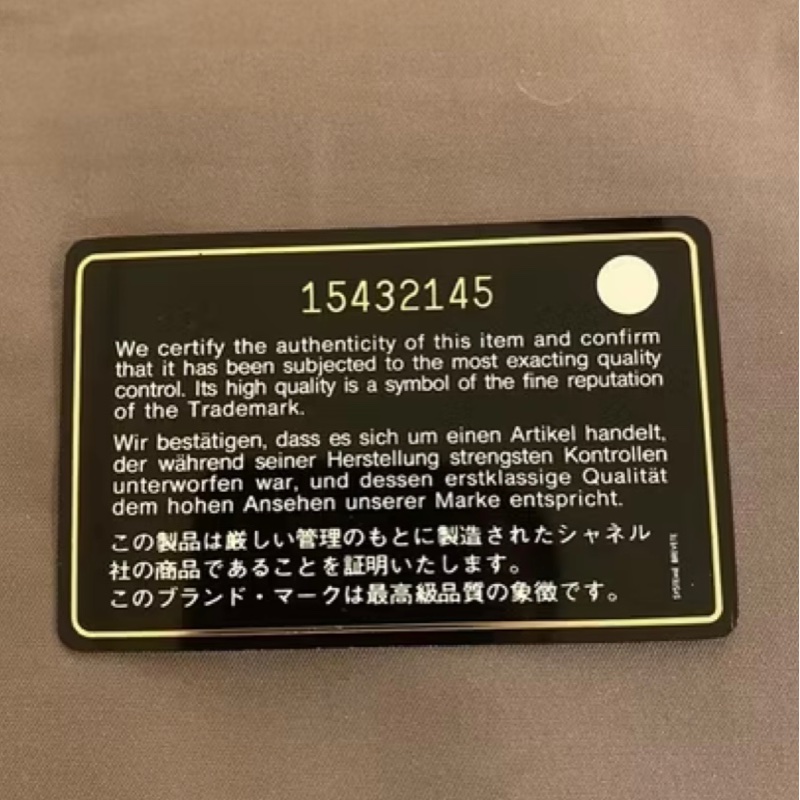 15432145
We certify the authenticity of this item and confirm
that it has been subjected to the most exacting quality
control. Its high quality is a symbol of the fine reputation
of the Trademark.
Wir bestätigen, dass es sich um einen Artikel handelt,
der während seiner Herstellung strengsten Kontrollen
unterworfen war, und dessen erstklassige Qualität
dem hohen Ansehen unserer Marke entspricht.
この製品は厳しい管理のもとに製造されたシャネル
社の商品であることを証明いたします。
このブランド・マークは最高級品質の象徴です。
SYSTEME BREVETE